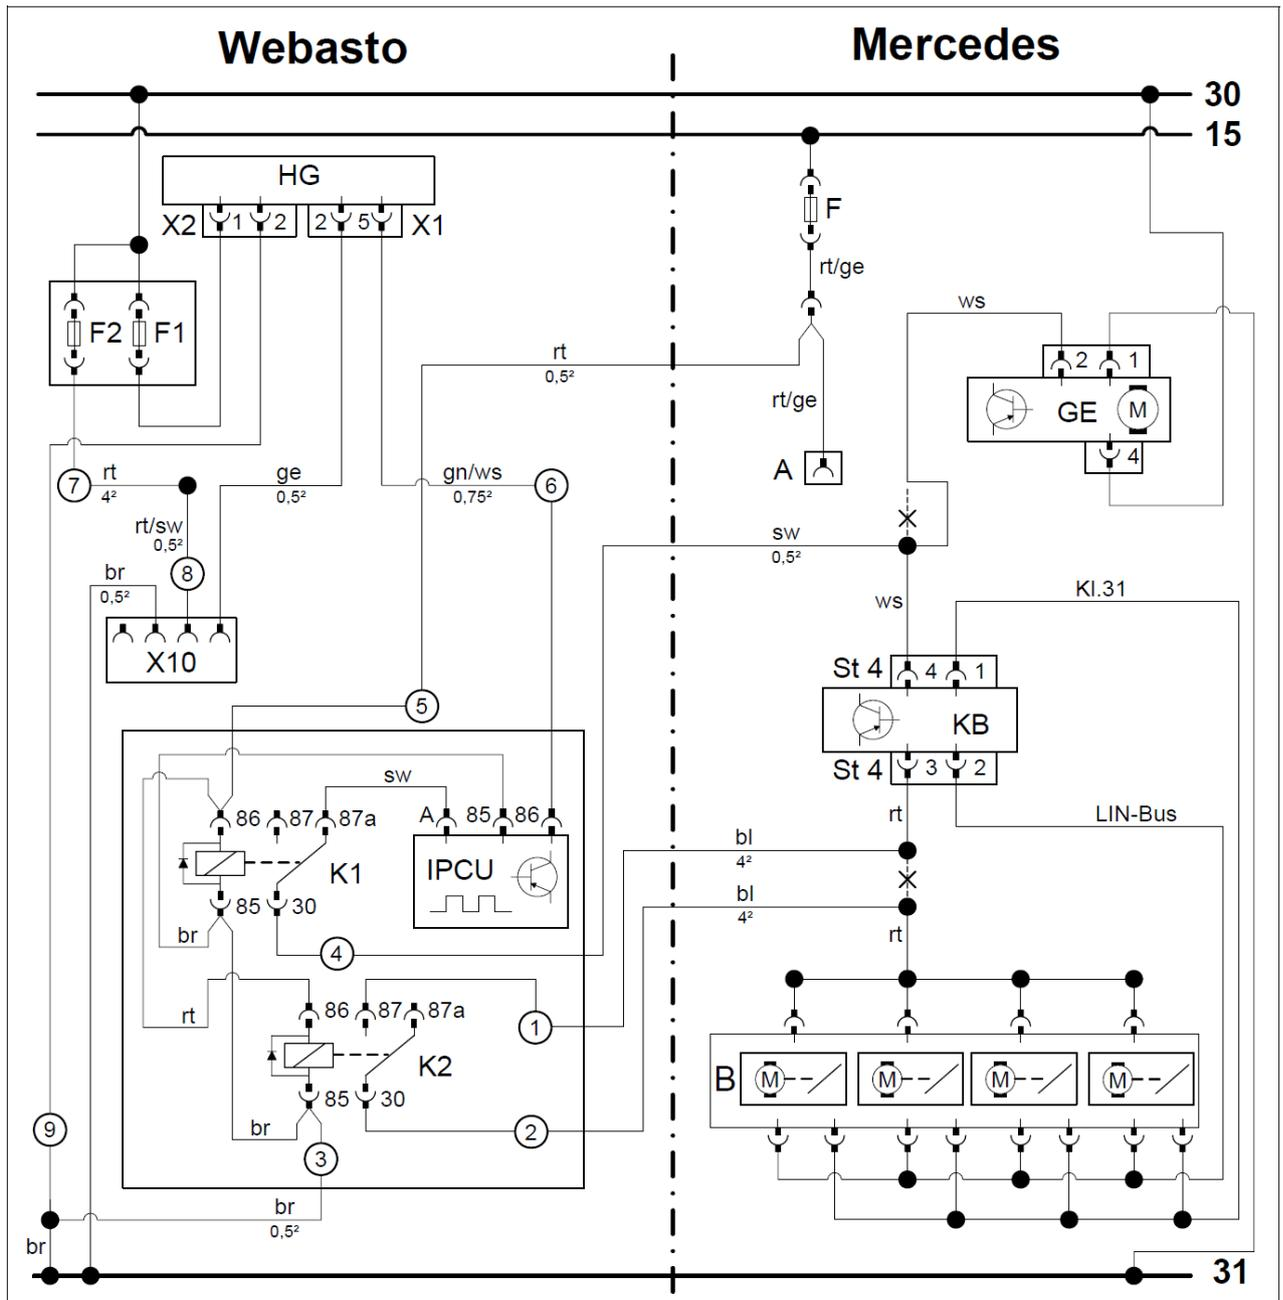 Webasto
Mercedes
30
15
HG
X2 1 2 2 5 X1
F
rt/ge
F2 F1
ws
2 1
rt
0,5²
GE M
rt/ge
4
A
7 rt
4²
ge
0,5²
gn/ws
0,75²
6
rt/sw
0,5²
sw
0,5²
8
br
0,5²
ws
Kl.31
X10
St 4 4 1
5
KB
St 4 3 2
sw
86 87 87a
A 85 86
rt
LIN-Bus
bl
4²
K1
IPCU
bl
4²
85 30
br
rt
4
86 87 87a
rt
1
K2
B M M M M
85 30
9
br
2
3
br
0,5²
br
31